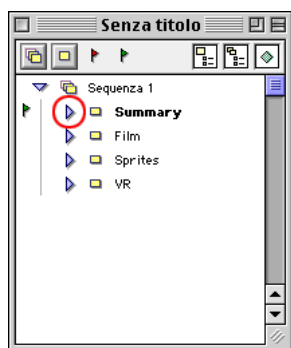 Senza titolo
Sequenza 1
Summary
Film
Sprites
VR